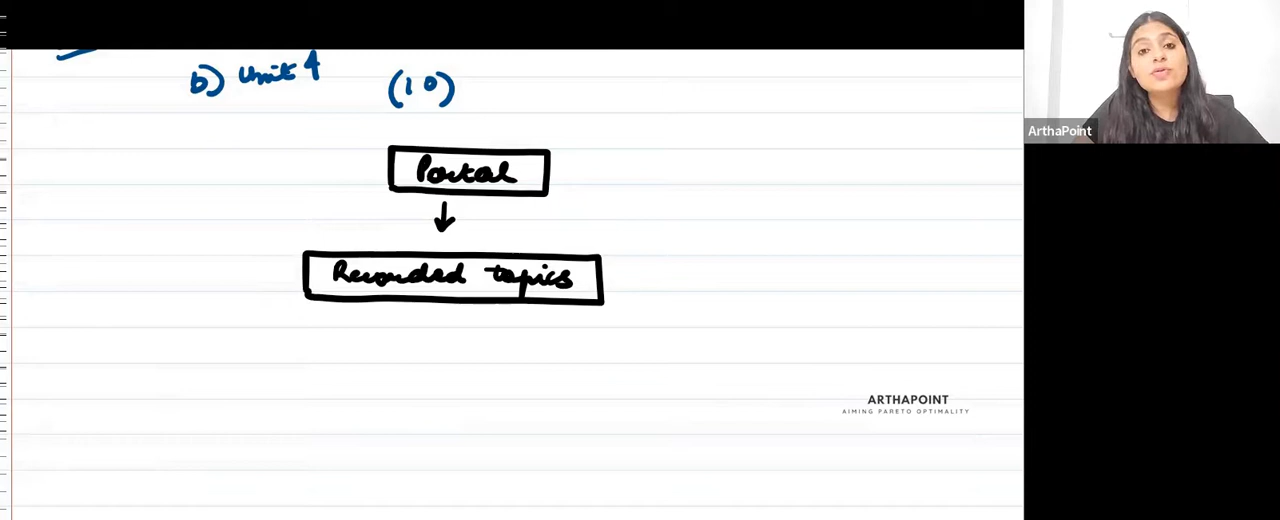 b) Unit 4 (10)
Portal
Recorded topics
ArthaPoint
ARTHAPOINT
AIMING PARETO OPTIMALITY